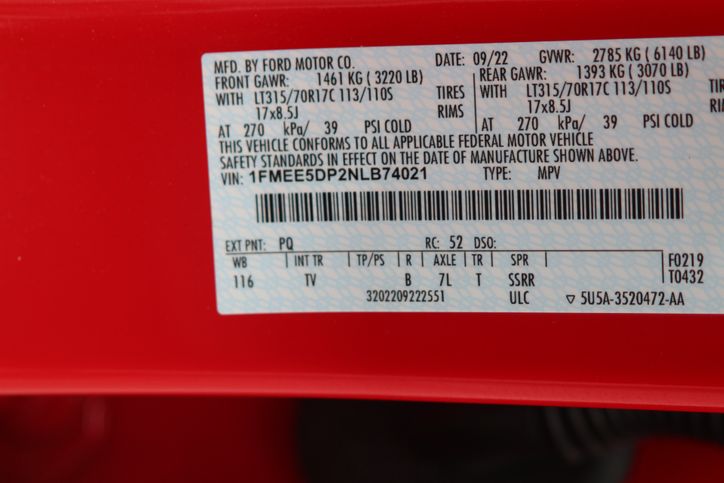 MFD. BY FORD MOTOR CO. DATE: 09/22 GVWR: 2785 KG ( 6140 LB)
FRONT GAWR: 1461 KG ( 3220 LB) REAR GAWR: 1393 KG ( 3070 LB)
WITH LT315/70R17C 113/110S TIRES WITH LT315/70R17C 113/110S TIR
17x8.5J RIMS 17x8.5J RIM
AT 270 kPa/ 39 PSI COLD AT 270 kPa/ 39 PSI COLD
THIS VEHICLE CONFORMS TO ALL APPLICABLE FEDERAL MOTOR VEHICLE
SAFETY STANDARDS IN EFFECT ON THE DATE OF MANUFACTURE SHOWN ABOVE.
VIN: 1FMEE5DP2NLB74021 TYPE: MPV
EXT PNT: PQ RC: 52 DSO:
WB INT TR TP/PS R AXLE TR SPR F0219
116 TV B 7L T SSRR T0432
3202209222551 ULC ▽ 5U5A-3520472-AA